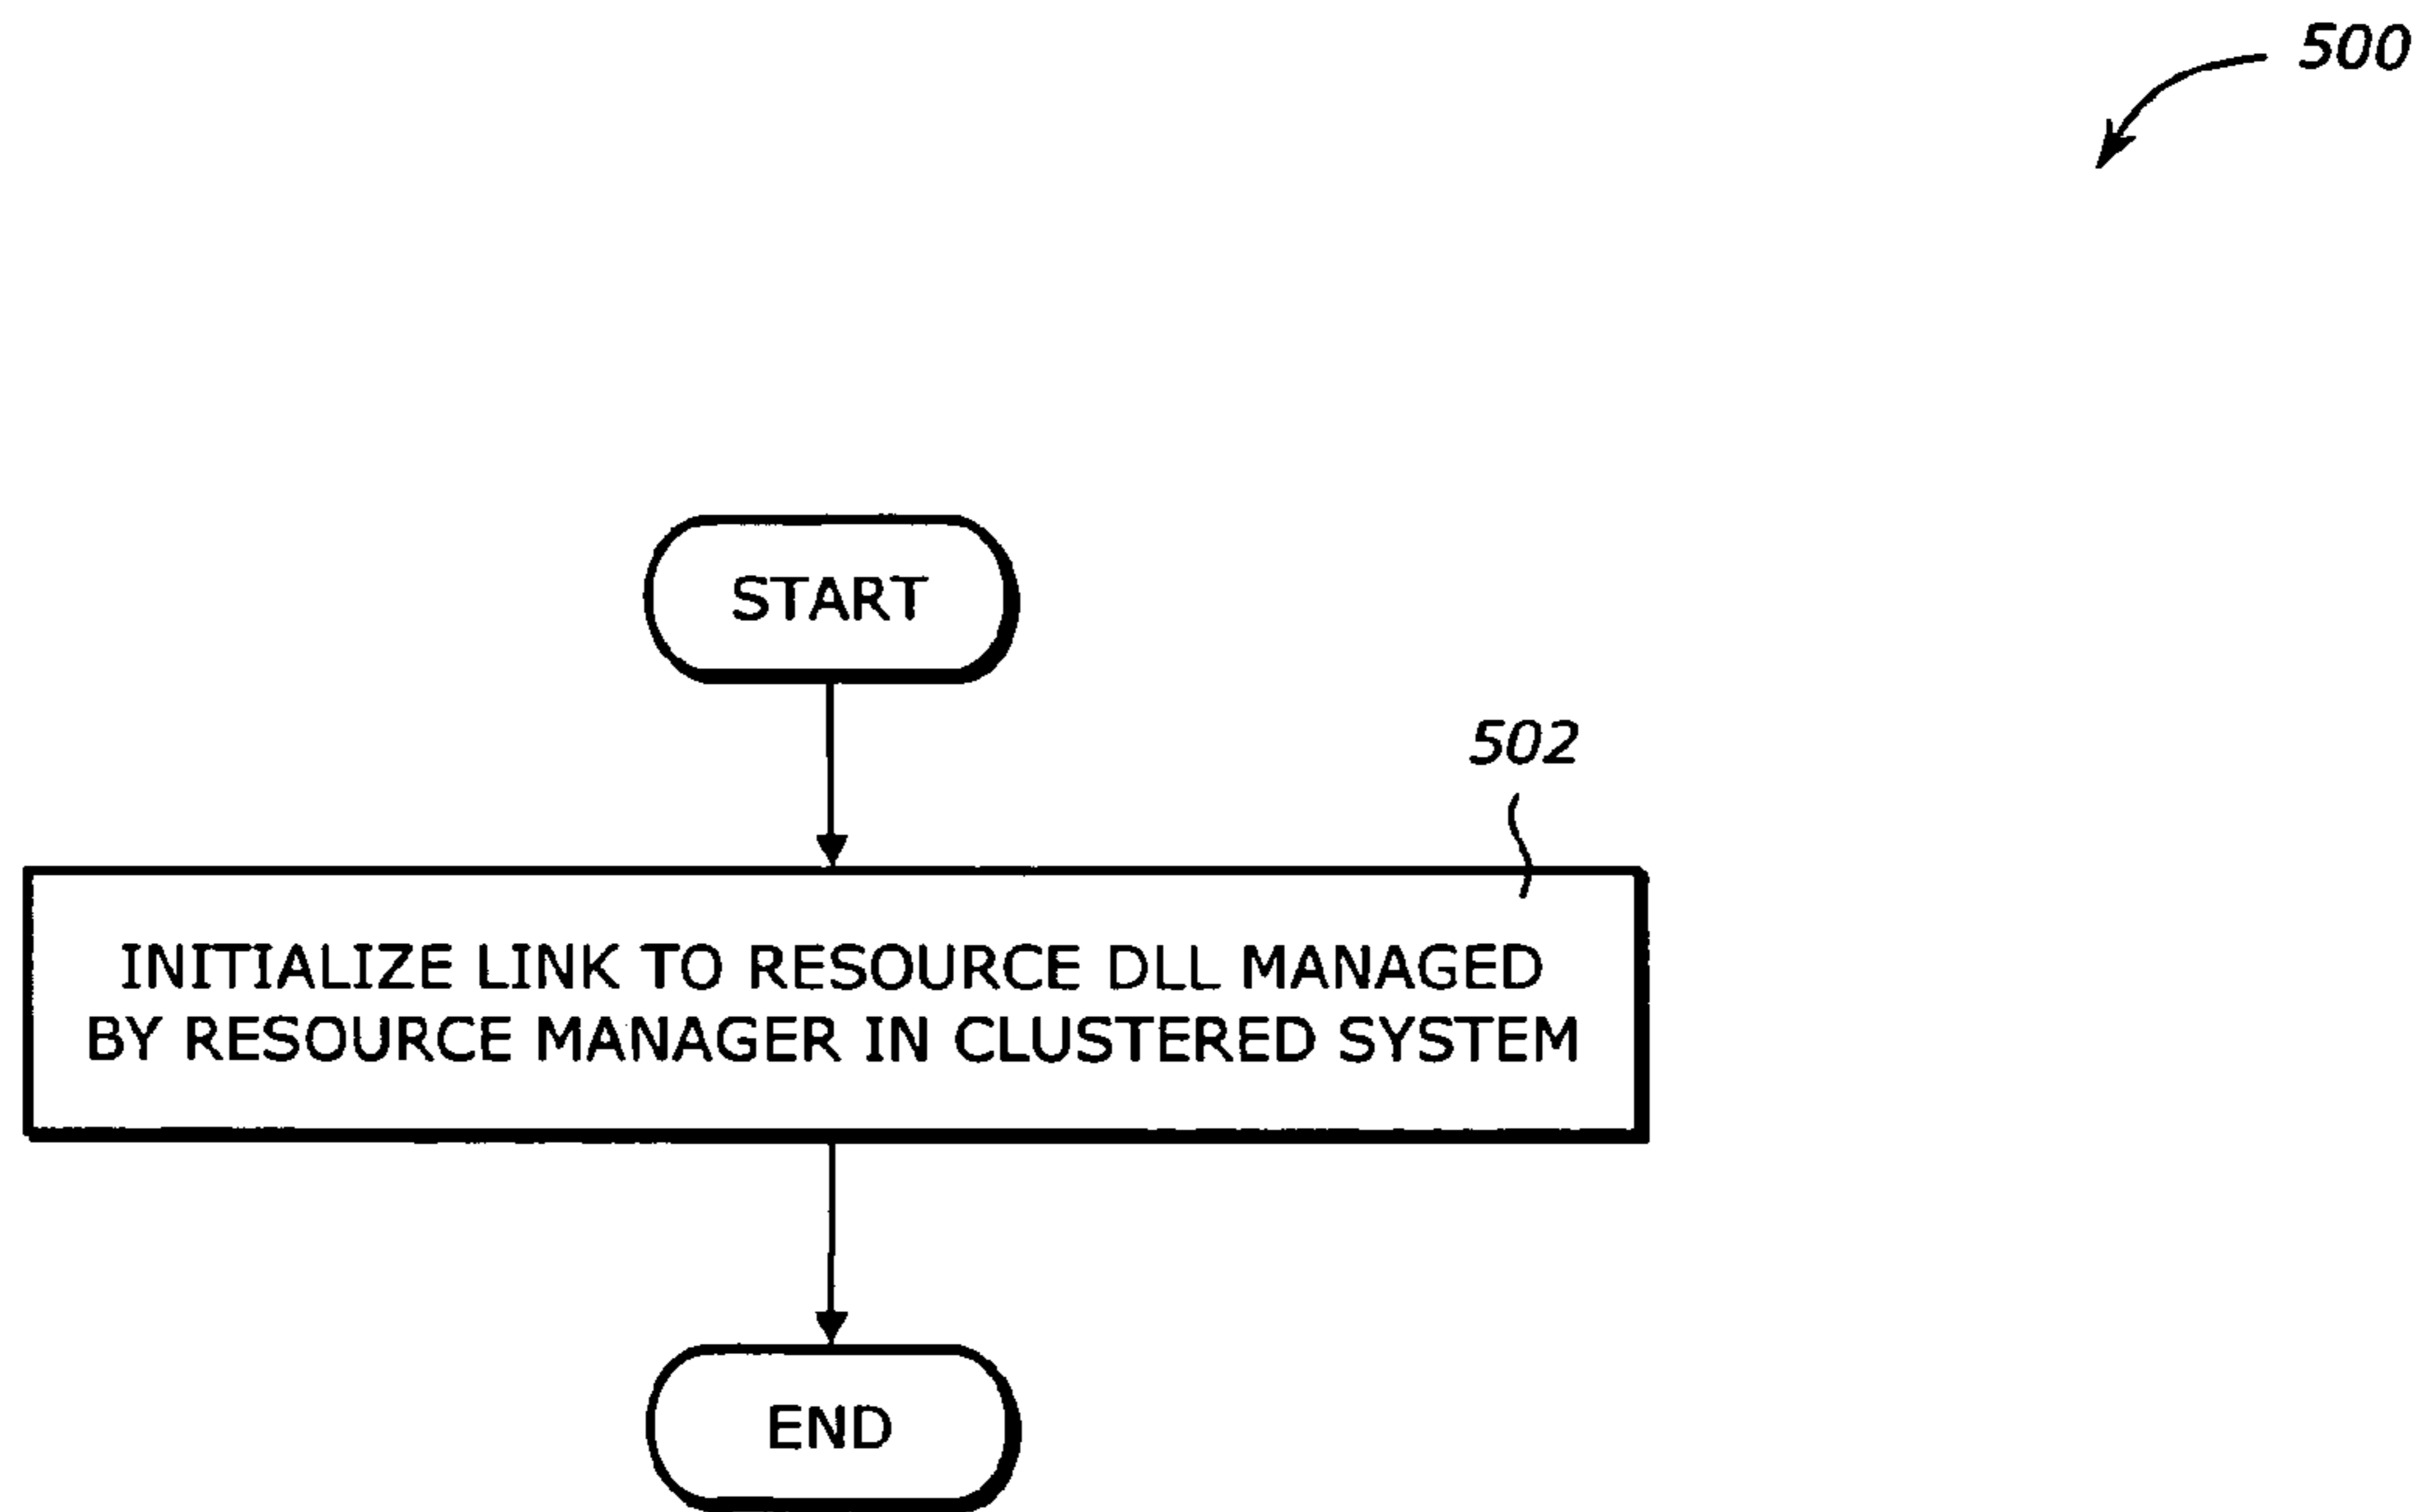 500
START
502
INITIALIZE LINK TO RESOURCE DLL MANAGED
BY RESOURCE MANAGER IN CLUSTERED SYSTEM
END